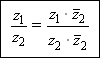 z₁/z₂ = (z₁ · z̄₂)/(z₂ · z̄₂)